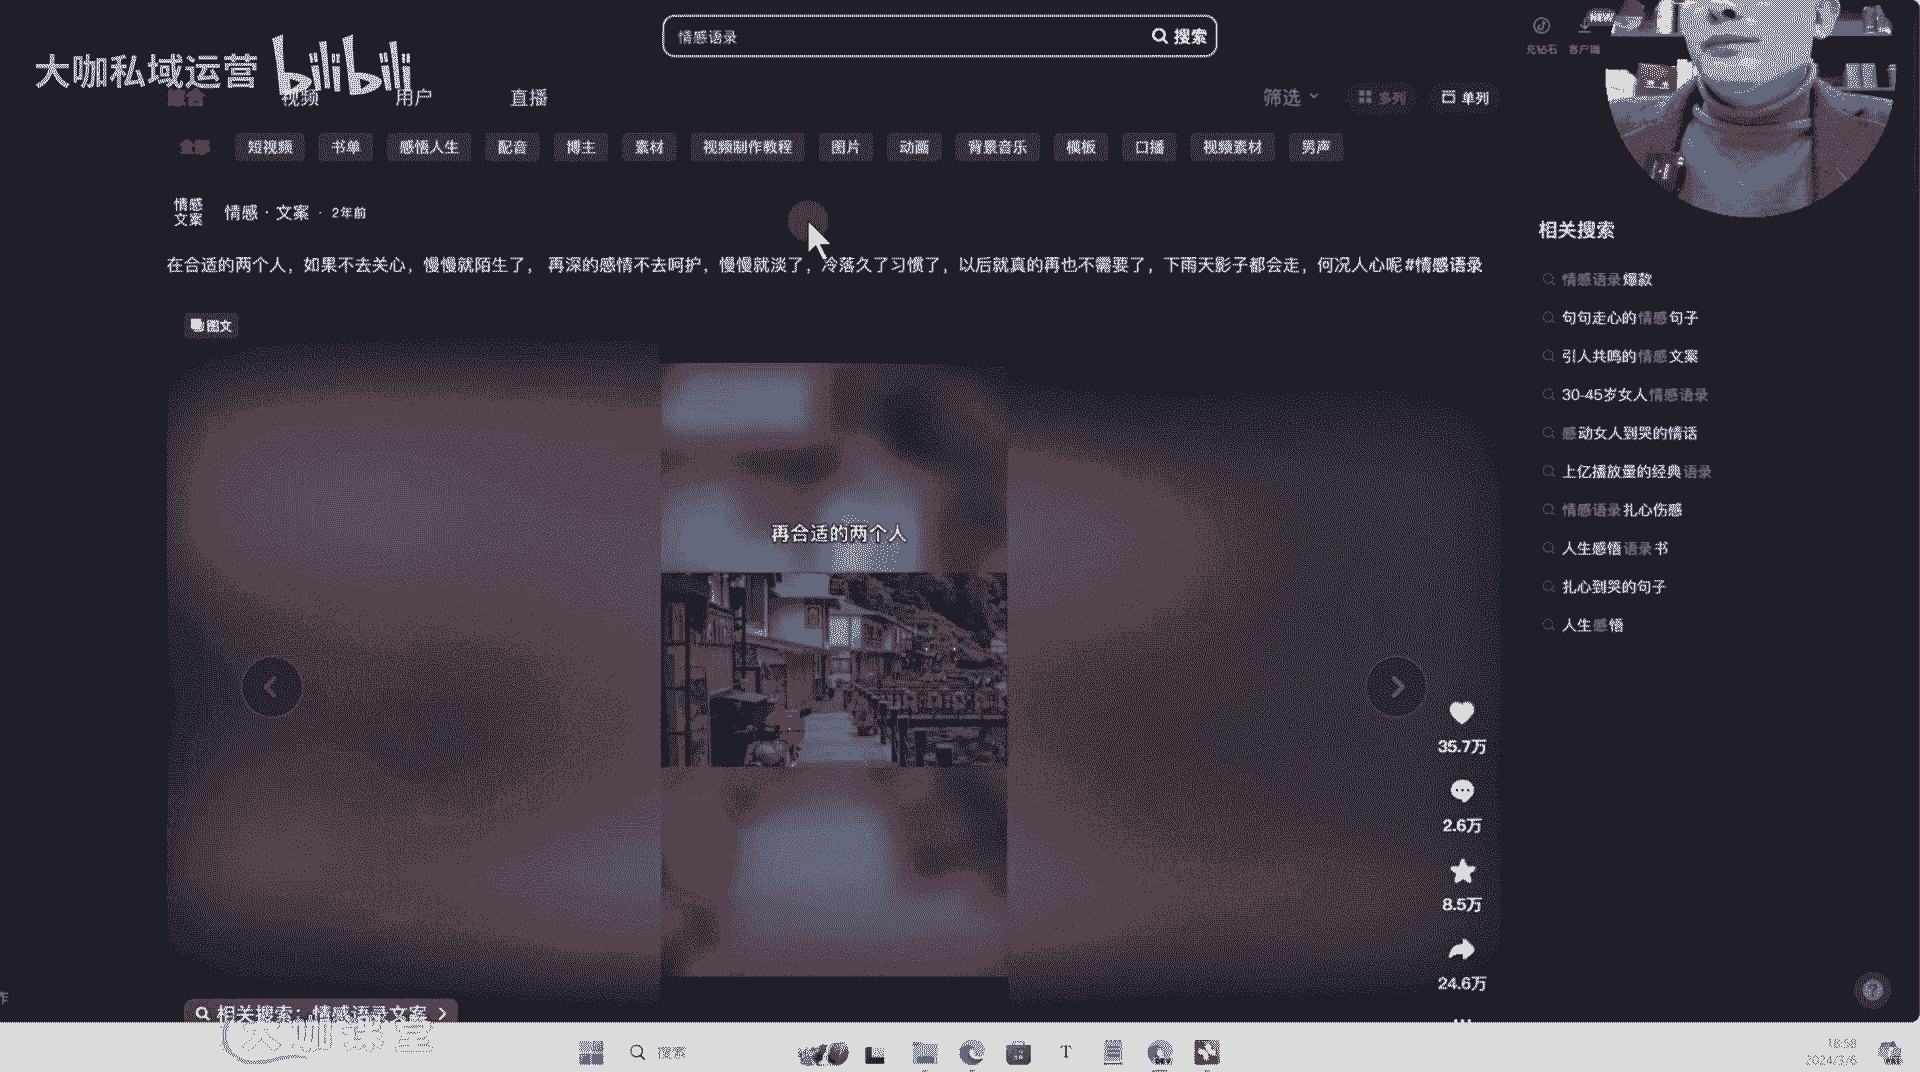 大咖私域运营 bilibili
情感语录
搜索
充钻石
客户端
NEW
综合
视频
用户
直播
筛选
多列
单列
全部
短视频
书单
感悟人生
配音
博主
素材
视频制作教程
图片
动画
背景音乐
模板
口播
视频素材
男声
情感
文案
情感·文案 · 2年前
在合适的两个人，如果不去关心，慢慢就陌生了， 再深的感情不去呵护，慢慢就淡了，冷落久了习惯了，以后就真的再也不需要了，下雨天影子都会走，何况人心呢#情感语录
图文
再合适的两个人
35.7万
2.6万
8.5万
24.6万
相关搜索：情感语录文案
相关搜索
情感语录爆款
句句走心的情感句子
引人共鸣的情感文案
30-45岁女人情感语录
感动女人到哭的情话
上亿播放量的经典语录
情感语录扎心伤感
人生感悟语录书
扎心到哭的句子
人生感悟
大咖课堂
搜索
18:58
2024/3/6